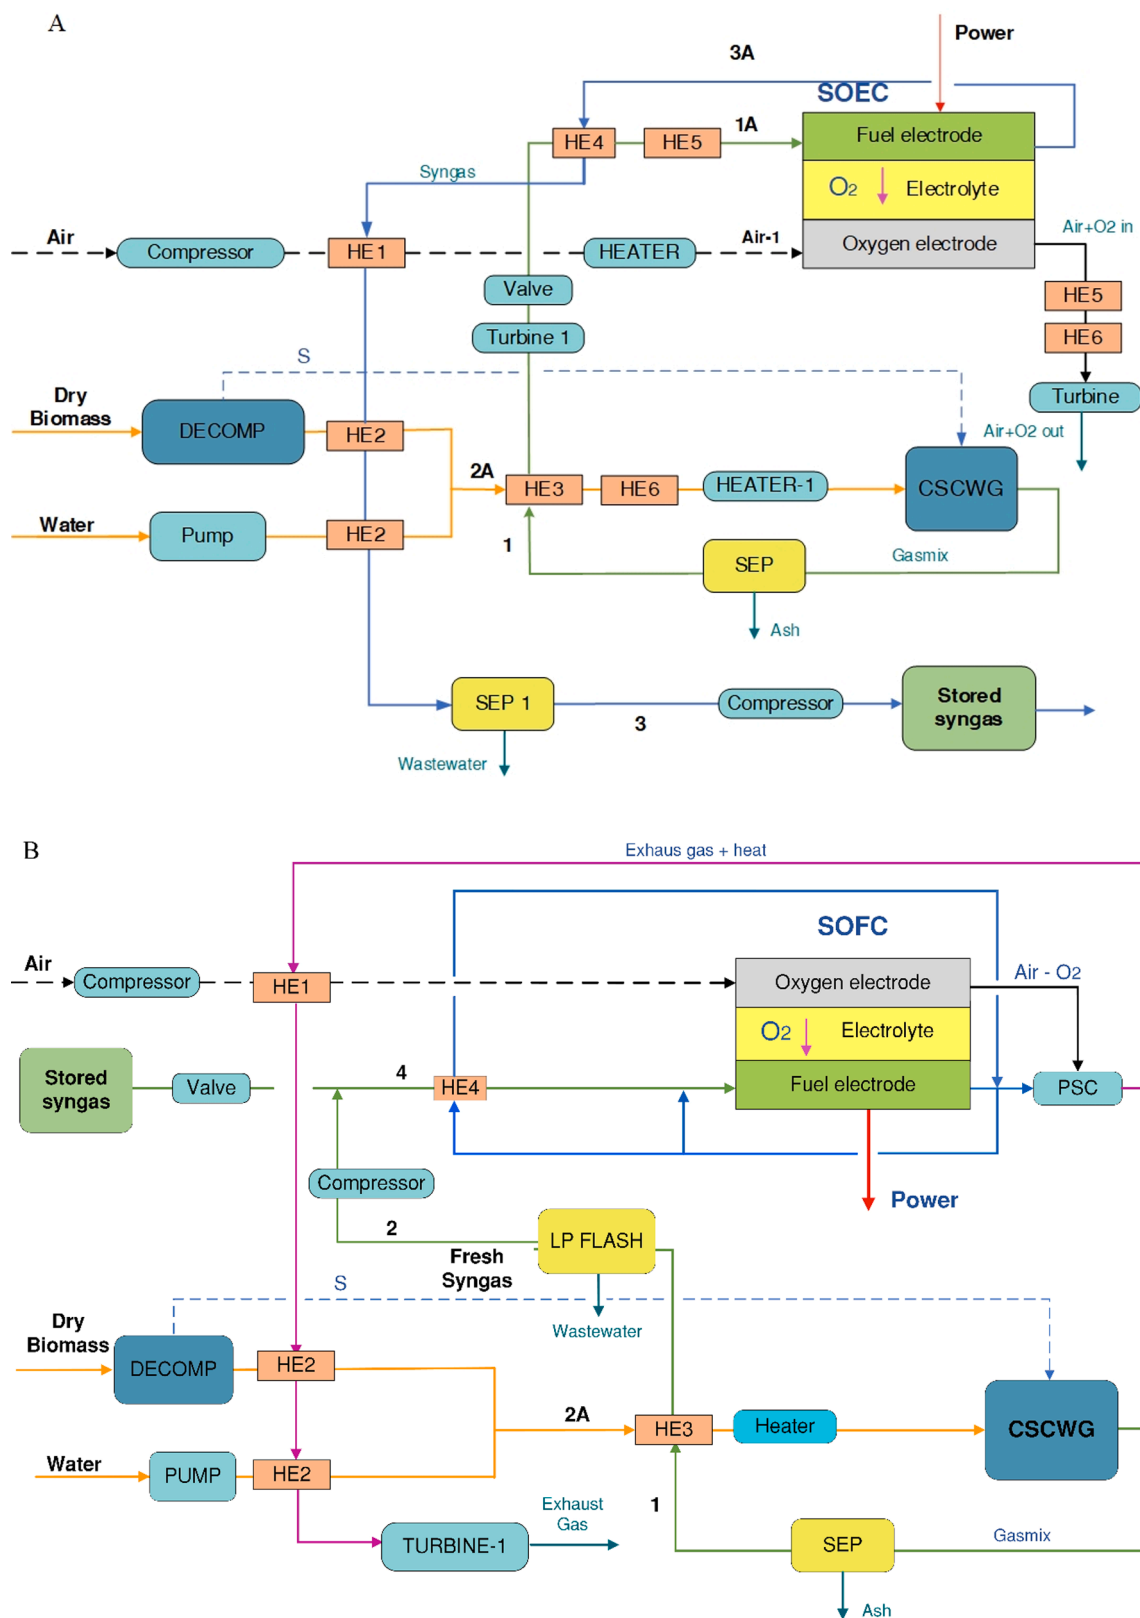 A
Power
3A
SOEC
1A
HE4
HE5
Fuel electrode
Syngas
O2
Electrolyte
Air
Compressor
HE1
HEATER
Air-1
Oxygen electrode
Air+O2 in
Valve
HE5
Turbine 1
HE6
S
Dry
Biomass
DECOMP
HE2
Turbine
Air+O2 out
2A
HE3
HE6
HEATER-1
CSCWG
Water
Pump
HE2
1
SEP
Gasmix
Ash
SEP 1
3
Compressor
Stored
syngas
Wastewater
B
Exhaus gas + heat
SOFC
Air
Compressor
HE1
Oxygen electrode
Air - O2
O2
Electrolyte
Stored
syngas
Valve
4
HE4
Fuel electrode
PSC
Compressor
Power
2
LP FLASH
Fresh
Syngas
S
Wastewater
Dry
Biomass
DECOMP
HE2
2A
HE3
Heater
CSCWG
Water
PUMP
HE2
1
Exhaust
Gas
TURBINE-1
SEP
Gasmix
Ash